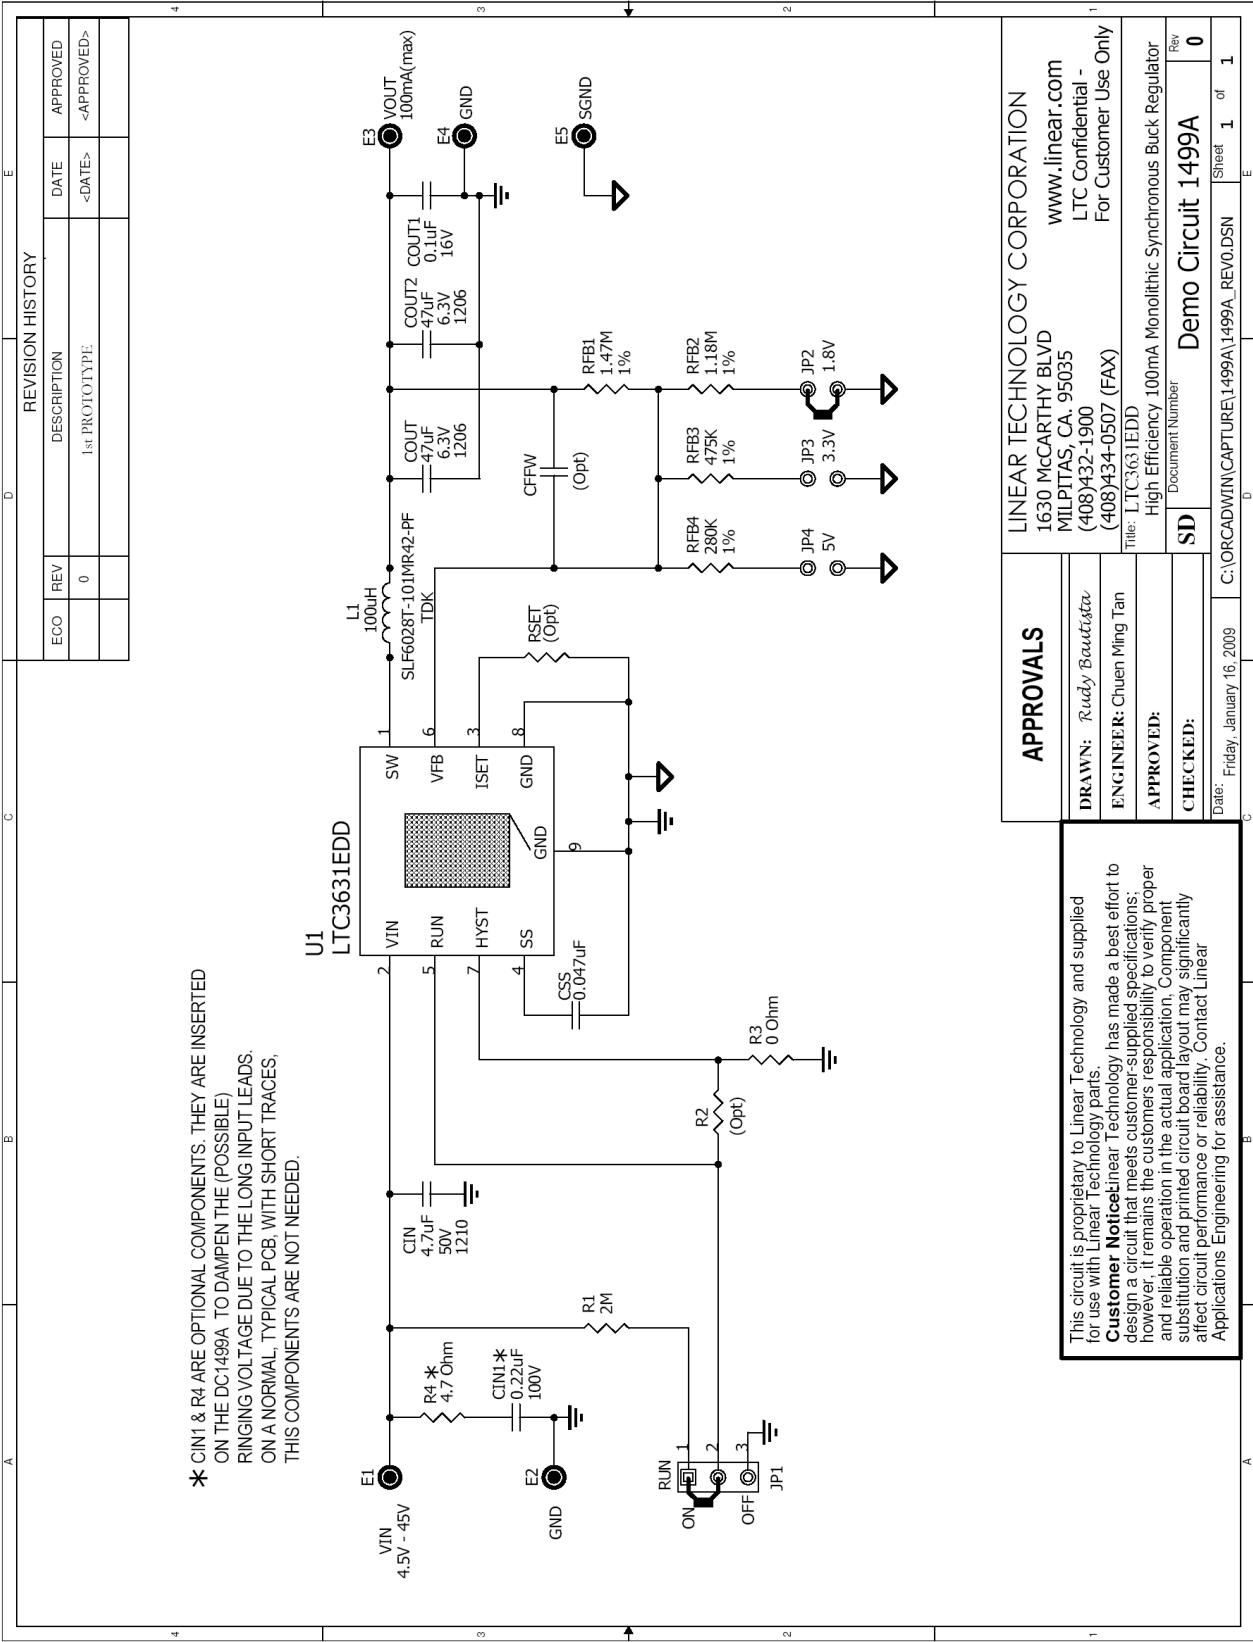 REVISION HISTORY
ECO REV DESCRIPTION DATE APPROVED
0 1st PROTOTYPE <DATE> <APPROVED>
* CIN1 & R4 ARE OPTIONAL COMPONENTS. THEY ARE INSERTED
ON THE DC1499A TO DAMPEN THE (POSSIBLE)
RINGING VOLTAGE DUE TO THE LONG INPUT LEADS.
ON A NORMAL, TYPICAL PCB, WITH SHORT TRACES,
THIS COMPONENTS ARE NOT NEEDED.
VIN
4.5V - 45V
E1
R4 *
4.7 Ohm
CIN1*
0.22uF
100V
E2
GND
R1
2M
CIN
4.7uF
50V
1210
RUN
ON
OFF
1
2
3
JP1
R2
(Opt)
R3
0 Ohm
CSS
0.047uF
U1
LTC3631EDD
2 VIN
5 RUN
7 HYST
4 SS
SW 1
VFB 6
ISET 3
GND 8
GND
9
RSET
(Opt)
L1
100uH
SLF6028T-101MR42-PF
TDK
COUT
47uF
6.3V
1206
COUT2
47uF
6.3V
1206
COUT1
0.1uF
16V
E3
VOUT
100mA(max)
E4
GND
E5
SGND
CFFW
(Opt)
RFB1
1.47M
1%
RFB4
280K
1%
RFB3
475K
1%
RFB2
1.18M
1%
JP4
5V
JP3
3.3V
JP2
1.8V
This circuit is proprietary to Linear Technology and supplied
for use with Linear Technology parts.
Customer Notice:Linear Technology has made a best effort to
design a circuit that meets customer-supplied specifications;
however, it remains the customers responsibility to verify proper
and reliable operation in the actual application, Component
substitution and printed circuit board layout may significantly
affect circuit performance or reliability. Contact Linear
Applications Engineering for assistance.
APPROVALS
DRAWN: Rudy Bautista
ENGINEER: Chuen Ming Tan
APPROVED:
CHECKED:
Date: Friday, January 16, 2009
LINEAR TECHNOLOGY CORPORATION
1630 McCARTHY BLVD
MILPITAS, CA. 95035
(408)432-1900
(408)434-0507 (FAX)
www.linear.com
LTC Confidential -
For Customer Use Only
Title: LTC3631EDD
High Efficiency 100mA Monolithic Synchronous Buck Regulator
SD
Document Number
Demo Circuit 1499A
Rev
0
C:\ORCADWIN\CAPTURE\1499A\1499A_REV0.DSN
Sheet 1 of 1
A B C D E
A B C D E
4 3 2 1
4 3 2 1